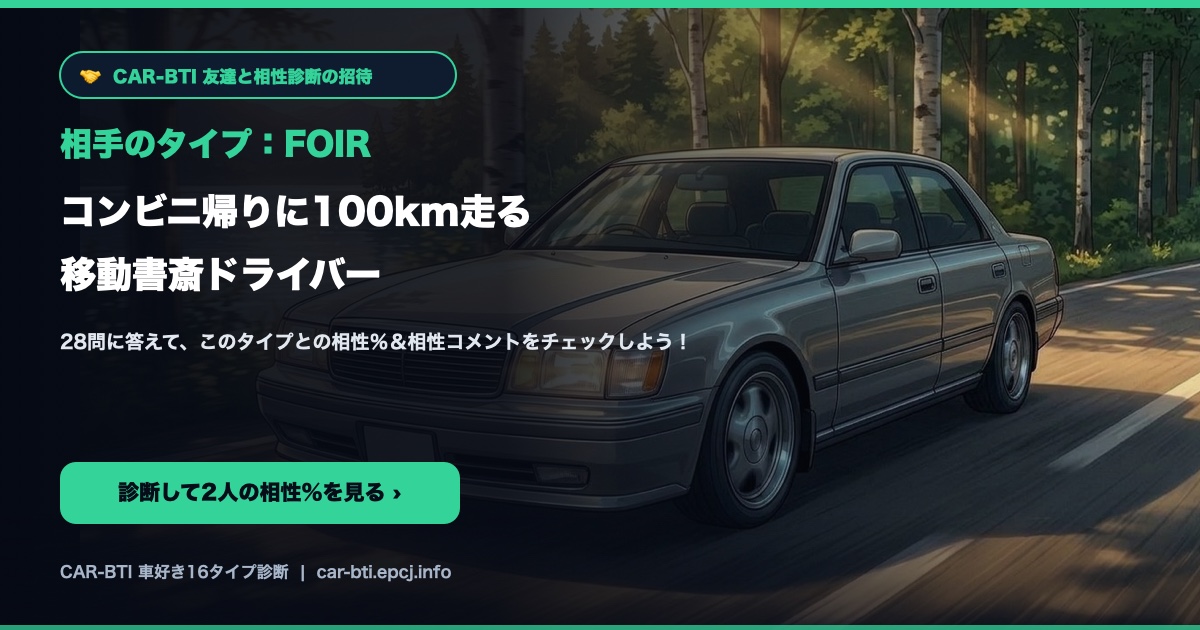 🤝 CAR-BTI 友達と相性診断の招待
相手のタイプ：FOIR
コンビニ帰りに100km走る
移動書斎ドライバー
28問に答えて、このタイプとの相性%＆相性コメントをチェックしよう！
診断して2人の相性%を見る ›
CAR-BTI 車好き16タイプ診断 | car-bti.epcj.info